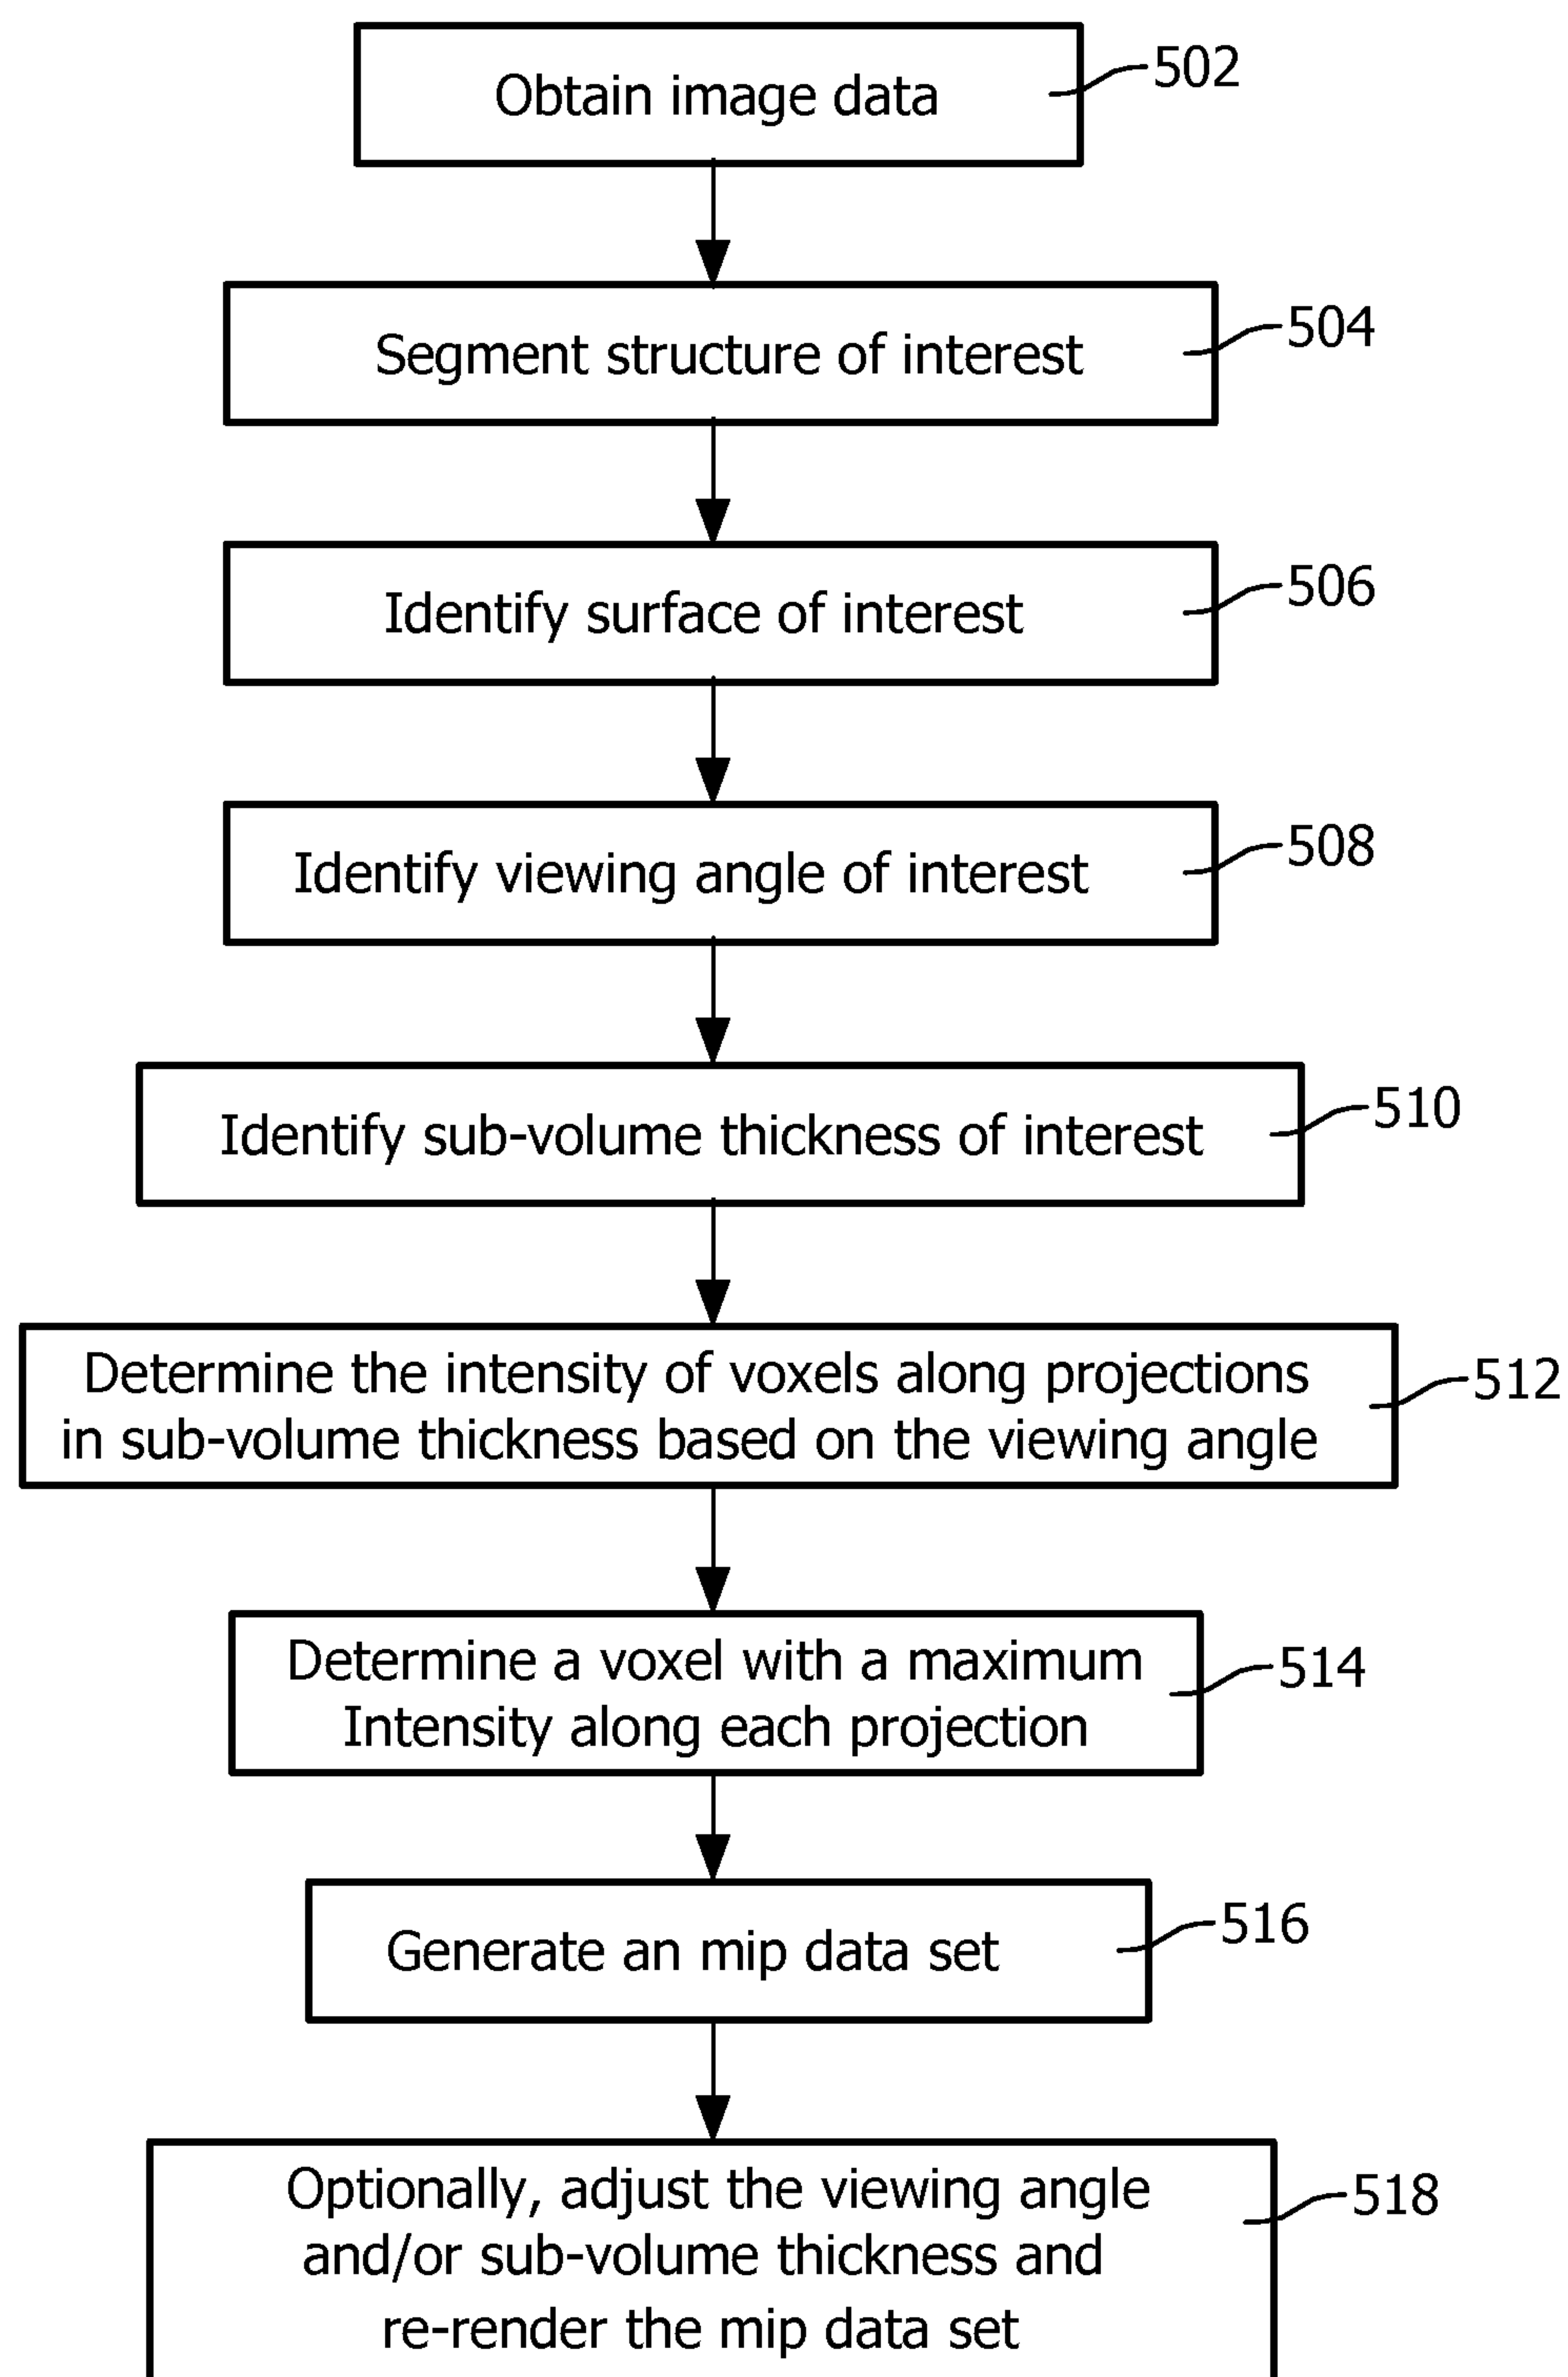 Obtain image data
502
Segment structure of interest
504
Identify surface of interest
506
Identify viewing angle of interest
508
Identify sub-volume thickness of interest
510
Determine the intensity of voxels along projections
in sub-volume thickness based on the viewing angle
512
Determine a voxel with a maximum
Intensity along each projection
514
Generate an mip data set
516
Optionally, adjust the viewing angle
and/or sub-volume thickness and
re-render the mip data set
518